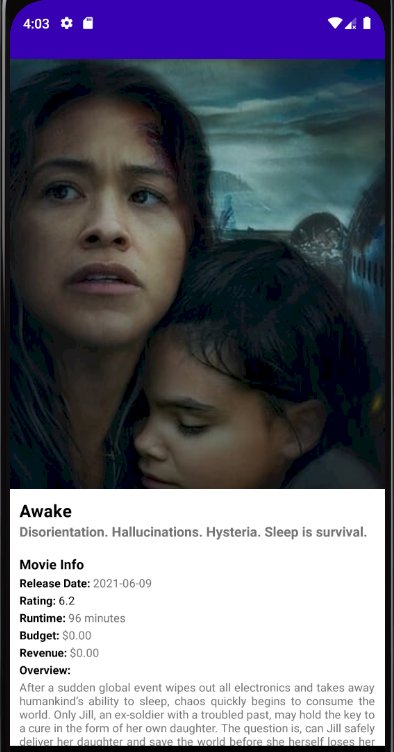 4:03
Awake
Disorientation. Hallucinations. Hysteria. Sleep is survival.
Movie Info
Release Date: 2021-06-09
Rating: 6.2
Runtime: 96 minutes
Budget: $0.00
Revenue: $0.00
Overview:
After a sudden global event wipes out all electronics and takes away
humankind's ability to sleep, chaos quickly begins to consume the
world. Only Jill, an ex-soldier with a troubled past, may hold the key to
a cure in the form of her own daughter. The question is, can Jill safely
deliver her daughter and save the world before she herself loses her